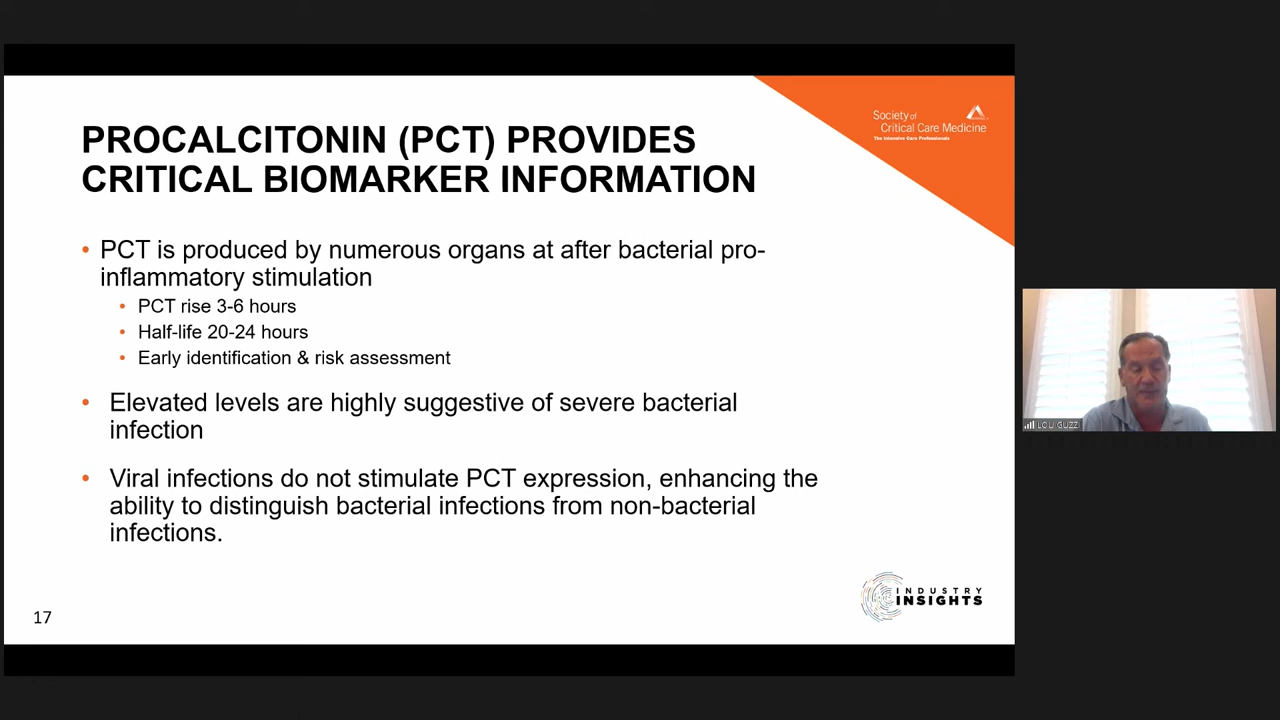 Society of
Critical Care Medicine
The Intensive Care Professionals
PROCALCITONIN (PCT) PROVIDES
CRITICAL BIOMARKER INFORMATION
• PCT is produced by numerous organs at after bacterial pro-
inflammatory stimulation
• PCT rise 3-6 hours
• Half-life 20-24 hours
• Early identification & risk assessment
• Elevated levels are highly suggestive of severe bacterial
infection
• Viral infections do not stimulate PCT expression, enhancing the
ability to distinguish bacterial infections from non-bacterial
infections.
INDUSTRY
INSIGHTS
17
LOU GUZZI